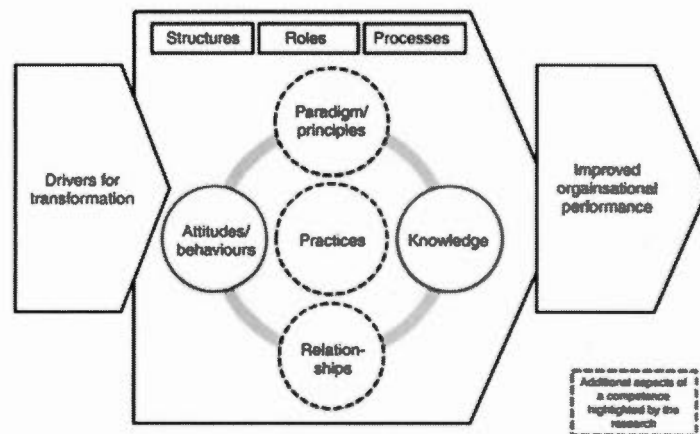 Structures
Roles
Processes
Paradigm/
principles
Drivers for
transformation
Attitudes/
behaviours
Practices
Knowledge
Improved
orgainsational
performance
Relation-
ships
Additional aspects of
a competence
highlighted by the
research